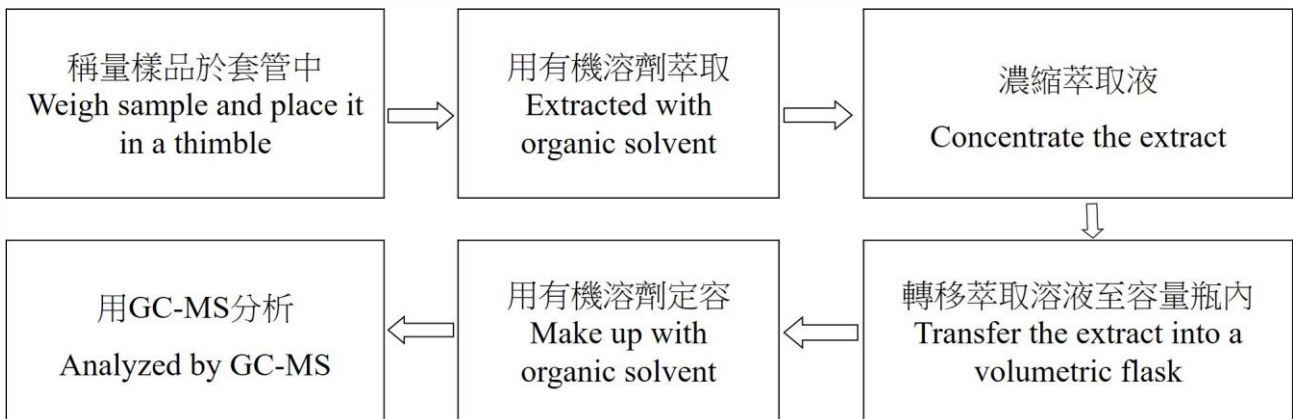 稱量樣品於套管中
Weigh sample and place it
in a thimble
用有機溶劑萃取
Extracted with
organic solvent
濃縮萃取液
Concentrate the extract
轉移萃取溶液至容量瓶內
Transfer the extract into a
volumetric flask
用有機溶劑定容
Make up with
organic solvent
用GC-MS分析
Analyzed by GC-MS